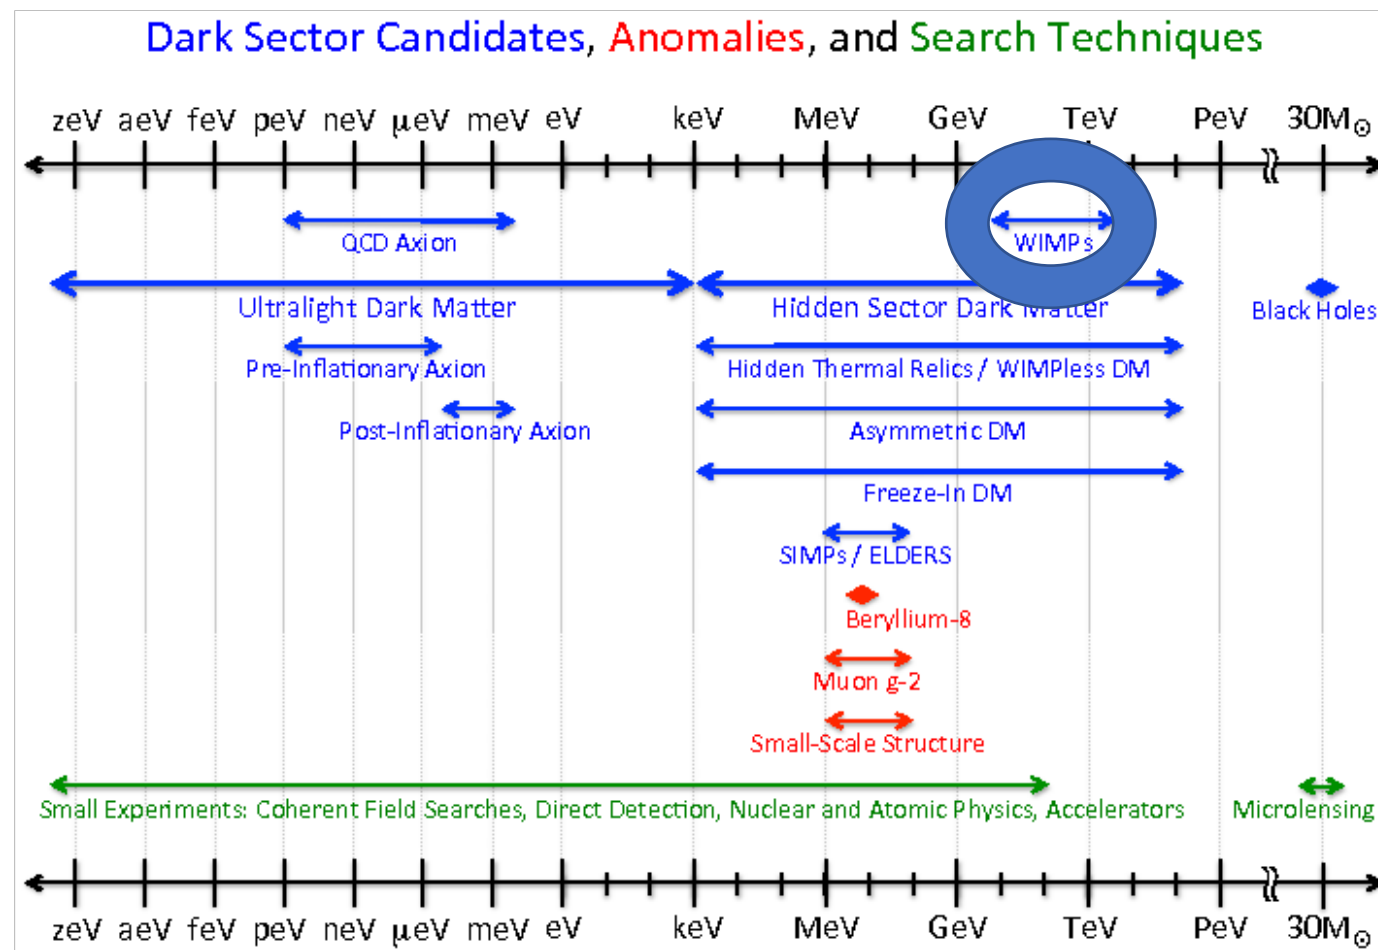 Dark Sector Candidates, Anomalies, and Search Techniques
zeV aeV feV peV neV μeV meV eV keV MeV GeV TeV PeV 30M⊙
QCD Axion
WIMPs
Ultralight Dark Matter
Hidden Sector Dark Matter
Black Holes
Pre-Inflationary Axion
Hidden Thermal Relics / WIMPless DM
Post-Inflationary Axion
Asymmetric DM
Freeze-In DM
SIMPs / ELDERS
Beryllium-8
Muon g-2
Small-Scale Structure
Small Experiments: Coherent Field Searches, Direct Detection, Nuclear and Atomic Physics, Accelerators
Microlensing
zeV aeV feV peV neV μeV meV eV keV MeV GeV TeV PeV 30M⊙